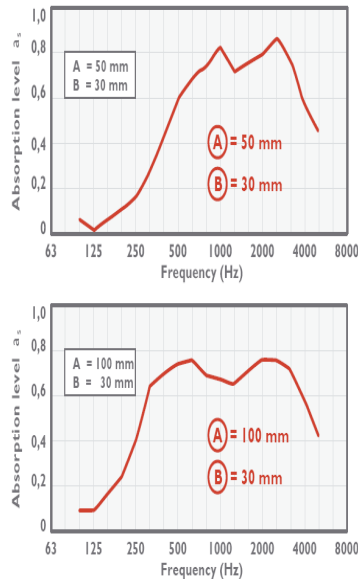 Absorption level aₛ
1,0
0,8
0,6
0,4
0,2
0
A = 50 mm
B = 30 mm
A = 50 mm
B = 30 mm
63 125 250 500 1000 2000 4000 8000
Frequency (Hz)
Absorption level aₛ
1,0
0,8
0,6
0,4
0,2
0
A = 100 mm
B = 30 mm
A = 100 mm
B = 30 mm
63 125 250 500 1000 2000 4000 8000
Frequency (Hz)